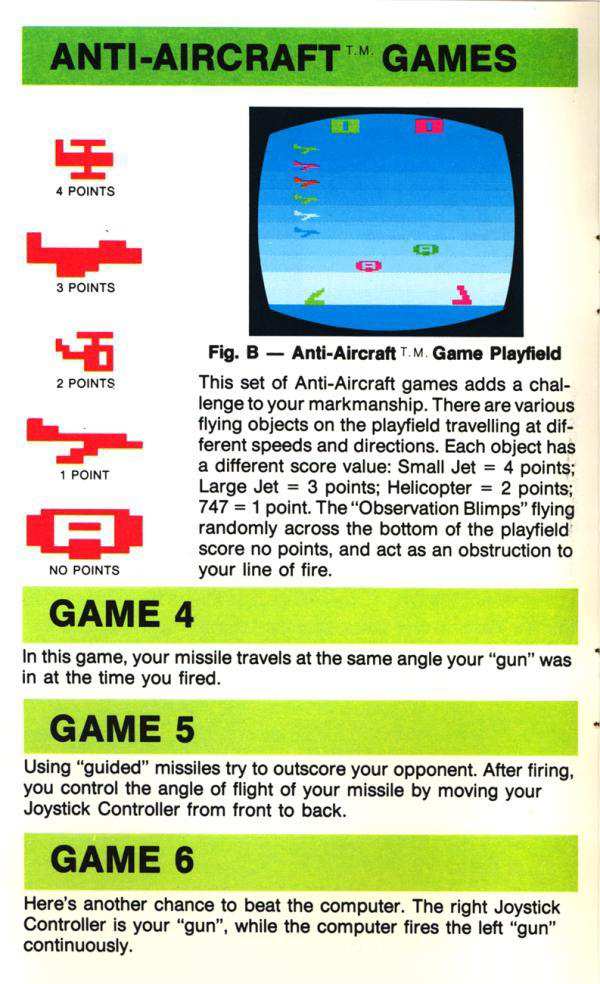 ANTI-AIRCRAFT T.M. GAMES
4 POINTS
3 POINTS
2 POINTS
1 POINT
A
NO POINTS
1 1
A
A
Fig. B — Anti-Aircraft T.M. Game Playfield
This set of Anti-Aircraft games adds a chal-
lenge to your markmanship. There are various
flying objects on the playfield travelling at dif-
ferent speeds and directions. Each object has
a different score value: Small Jet = 4 points;
Large Jet = 3 points; Helicopter = 2 points;
747 = 1 point. The "Observation Blimps" flying
randomly across the bottom of the playfield
score no points, and act as an obstruction to
your line of fire.
GAME 4
In this game, your missile travels at the same angle your "gun" was
in at the time you fired.
GAME 5
Using "guided" missiles try to outscore your opponent. After firing,
you control the angle of flight of your missile by moving your
Joystick Controller from front to back.
GAME 6
Here's another chance to beat the computer. The right Joystick
Controller is your "gun", while the computer fires the left "gun"
continuously.